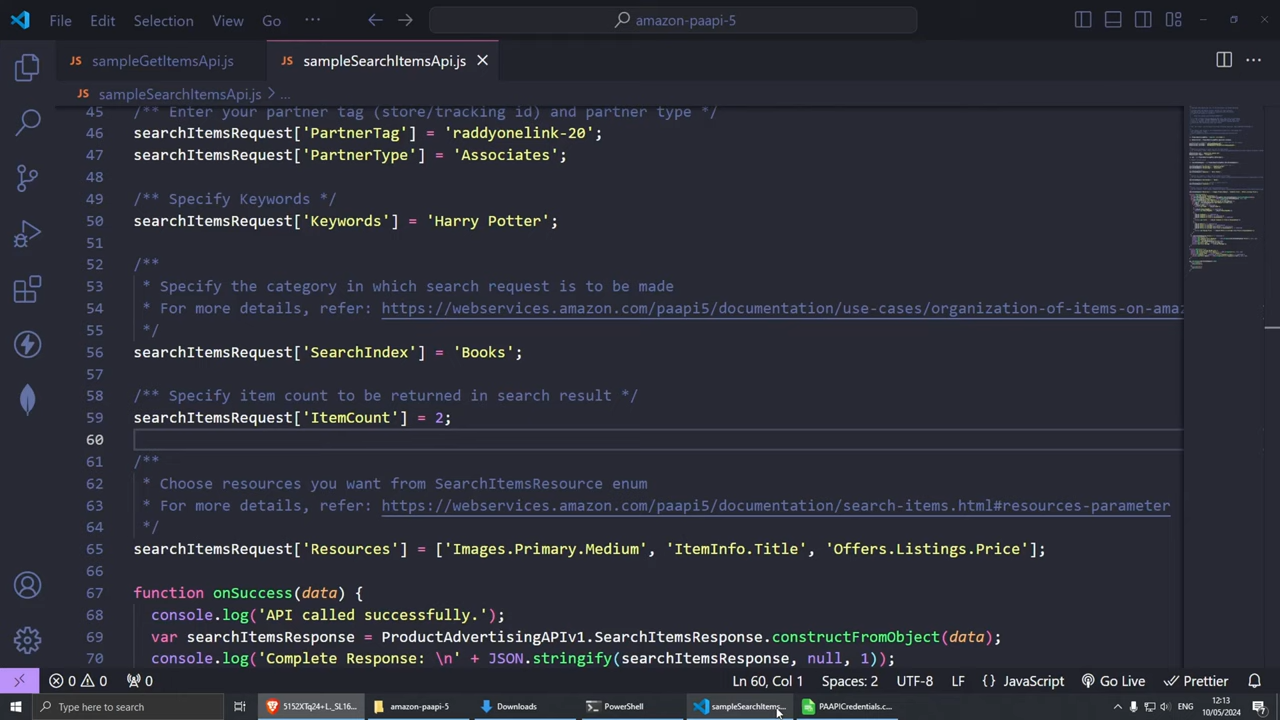 File Edit Selection View Go ··· amazon-paapi-5
JS sampleGetItemsApi.js JS sampleSearchItemsApi.js
JS sampleSearchItemsApi.js > ...
45 /** Enter your partner tag (store/tracking id) and partner type */
46 searchItemsRequest['PartnerTag'] = 'raddyonelink-20';
47 searchItemsRequest['PartnerType'] = 'Associates';
48
49 /** Specify Keywords */
50 searchItemsRequest['Keywords'] = 'Harry Potter';
51
52 /**
53 * Specify the category in which search request is to be made
54 * For more details, refer: https://webservices.amazon.com/paapi5/documentation/use-cases/organization-of-items-on-amaz
55 */
56 searchItemsRequest['SearchIndex'] = 'Books';
57
58 /** Specify item count to be returned in search result */
59 searchItemsRequest['ItemCount'] = 2;
60
61 /**
62 * Choose resources you want from SearchItemsResource enum
63 * For more details, refer: https://webservices.amazon.com/paapi5/documentation/search-items.html#resources-parameter
64 */
65 searchItemsRequest['Resources'] = ['Images.Primary.Medium', 'ItemInfo.Title', 'Offers.Listings.Price'];
66
67 function onSuccess(data) {
68 console.log('API called successfully.');
69 var searchItemsResponse = ProductAdvertisingAPIv1.SearchItemsResponse.constructFromObject(data);
70 console.log('Complete Response: \n' + JSON.stringify(searchItemsResponse, null, 1));
0 0 0 Ln 60, Col 1 Spaces: 2 UTF-8 LF {} JavaScript Go Live Prettier
Type here to search 5152XTq24+L._SL16... amazon-paapi-5 Downloads PowerShell sampleSearchItems... PAAPICredentials.c... 12:13
10/05/2024